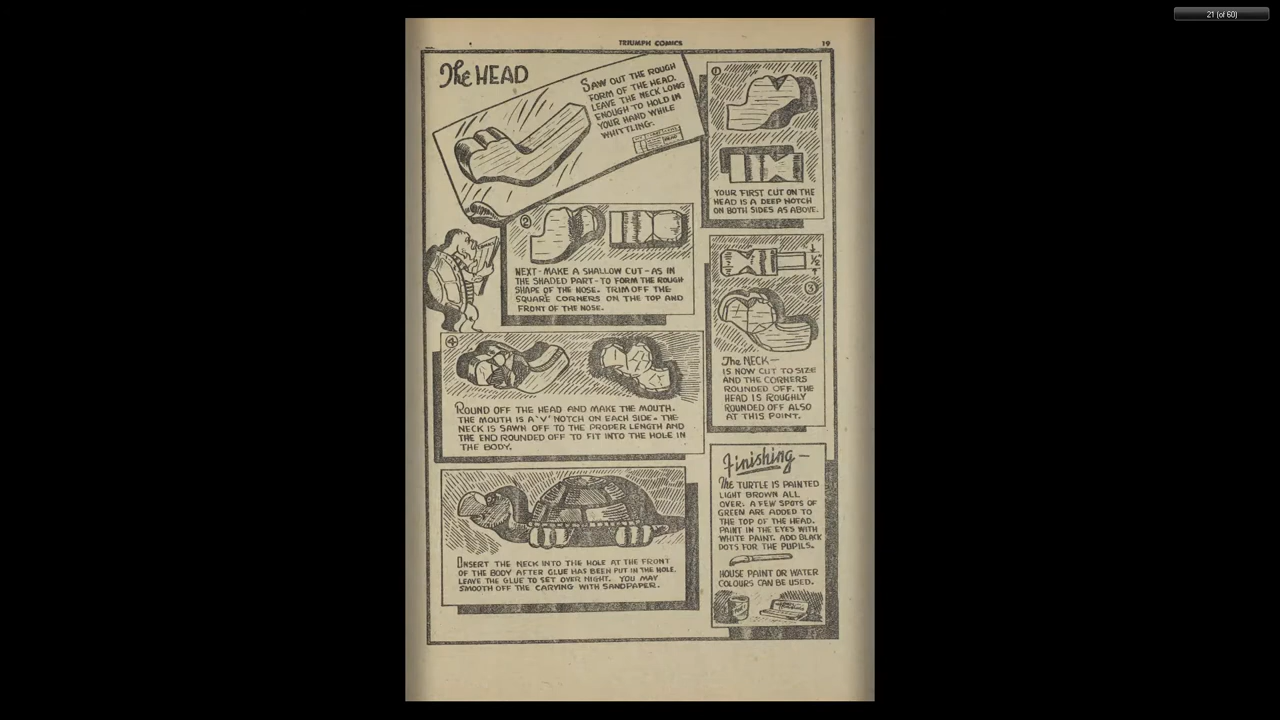 21 (of 60)
TRIUMPH COMICS
19
The HEAD
SAW OUT THE ROUGH
FORM OF THE HEAD.
LEAVE THE NECK LONG
ENOUGH TO HOLD IN
YOUR HAND WHILE
WHITTLING.
1
YOUR FIRST CUT ON THE
HEAD IS A DEEP NOTCH
ON BOTH SIDES AS ABOVE.
2
NEXT-MAKE A SHALLOW CUT-AS IN
THE SHADED PART-TO FORM THE ROUGH
SHAPE OF THE NOSE. TRIM OFF THE
SQUARE CORNERS ON THE TOP AND
FRONT OF THE NOSE.
1/2"
3
The NECK—
IS NOW CUT TO SIZE
AND THE CORNERS
ROUNDED OFF. THE
HEAD IS ROUGHLY
ROUNDED OFF ALSO
AT THIS POINT.
4
ROUND OFF THE HEAD AND MAKE THE MOUTH.
THE MOUTH IS A 'V' NOTCH ON EACH SIDE. THE
NECK IS SAWN OFF TO THE PROPER LENGTH AND
THE END ROUNDED OFF TO FIT INTO THE HOLE IN
THE BODY.
INSERT THE NECK INTO THE HOLE AT THE FRONT
OF THE BODY AFTER GLUE HAS BEEN PUT IN THE HOLE.
LEAVE THE GLUE TO SET OVER NIGHT. YOU MAY
SMOOTH OFF THE CARVING WITH SANDPAPER.
Finishing—
THE TURTLE IS PAINTED
LIGHT BROWN ALL
OVER. A FEW SPOTS OF
GREEN ARE ADDED TO
THE TOP OF THE HEAD.
PAINT IN THE EYES WITH
WHITE PAINT. ADD BLACK
DOTS FOR THE PUPILS.
HOUSE PAINT OR WATER
COLOURS CAN BE USED.